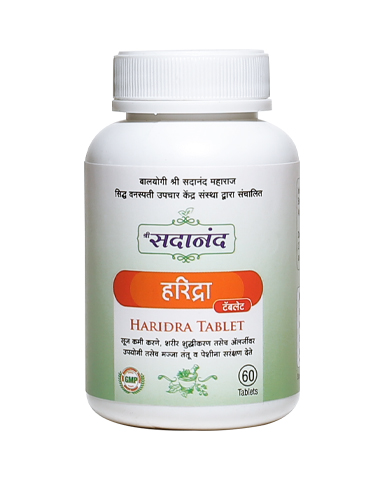 बालयोगी श्री सदानंद महाराज
सिद्ध वनस्पती उपचार केंद्र संस्था द्वारा संचालित
श्री सदानंद
हरिद्रा
टॅबलेट
HARIDRA TABLET
सूज कमी करणे, शरीर शुद्धीकरण तसेच ॲलर्जीवर
उपयोगी तसेच मज्जा तंतू व पेशीना संरक्षण देते
GMP
60
Tablets